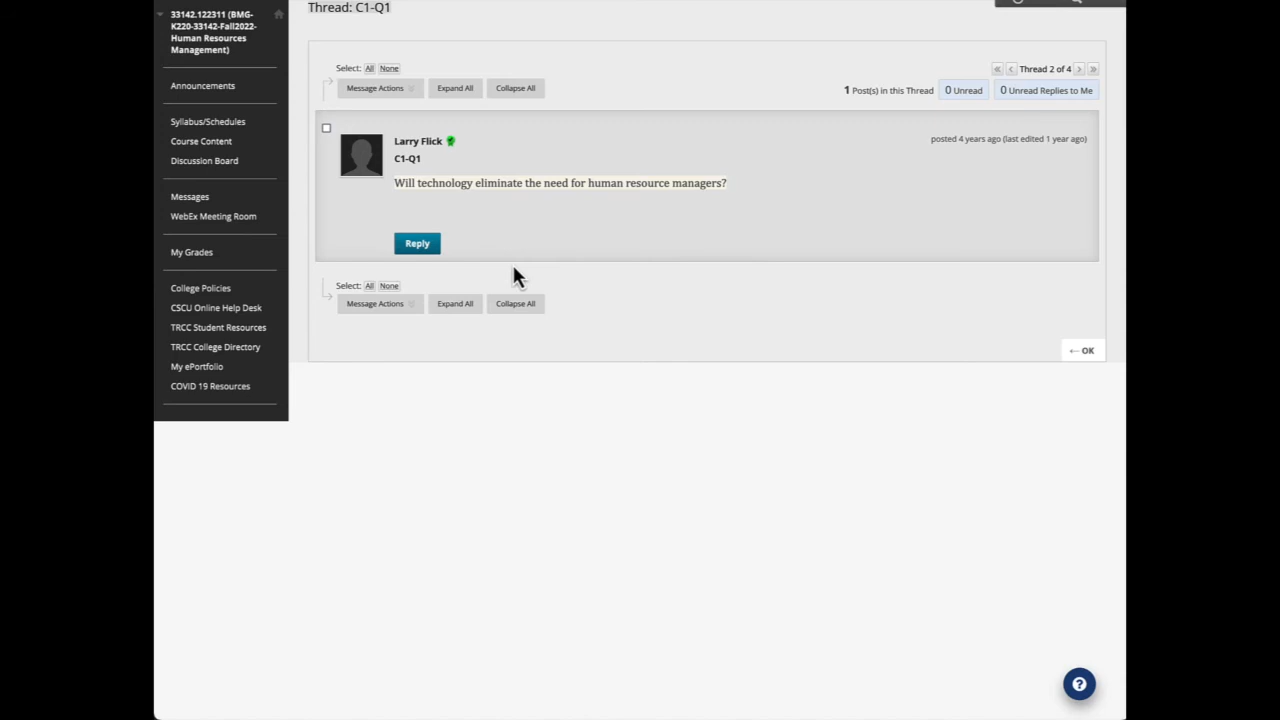 33142.122311 (BMG-
K220-33142-Fall2022-
Human Resources
Management)
Announcements
Syllabus/Schedules
Course Content
Discussion Board
Messages
WebEx Meeting Room
My Grades
College Policies
CSCU Online Help Desk
TRCC Student Resources
TRCC College Directory
My ePortfolio
COVID 19 Resources
Thread: C1-Q1
Select: All None
« < Thread 2 of 4 > »
Message Actions Expand All Collapse All
1 Post(s) in this Thread 0 Unread 0 Unread Replies to Me
Larry Flick
posted 4 years ago (last edited 1 year ago)
C1-Q1
Will technology eliminate the need for human resource managers?
Reply
Select: All None
Message Actions Expand All Collapse All
← OK
?